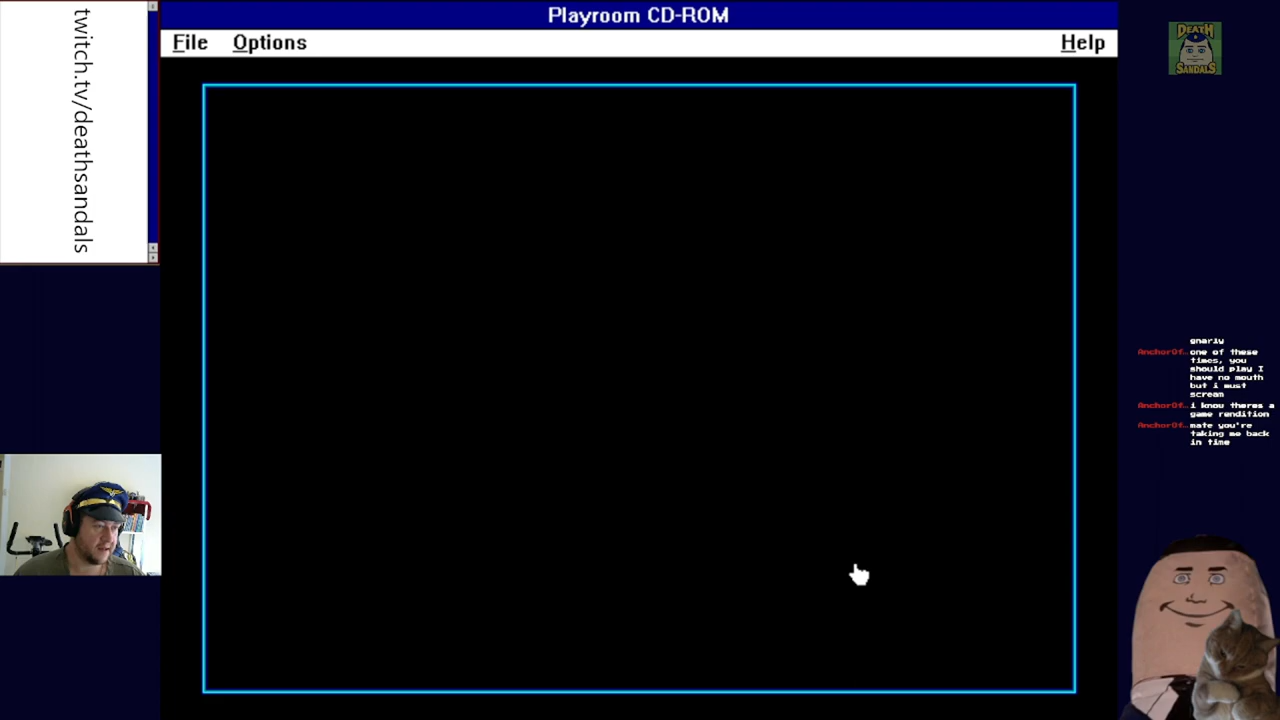 twitch.tv/deathsandals
Playroom CD-ROM
File Options Help
DEATH
SANDALS
gnarly
AnchorOf..one of these
times, you
should play I
have no mouth
but i must
scream
AnchorOf..i know theres a
game rendition
AnchorOf..mate you're
taking me back
in time